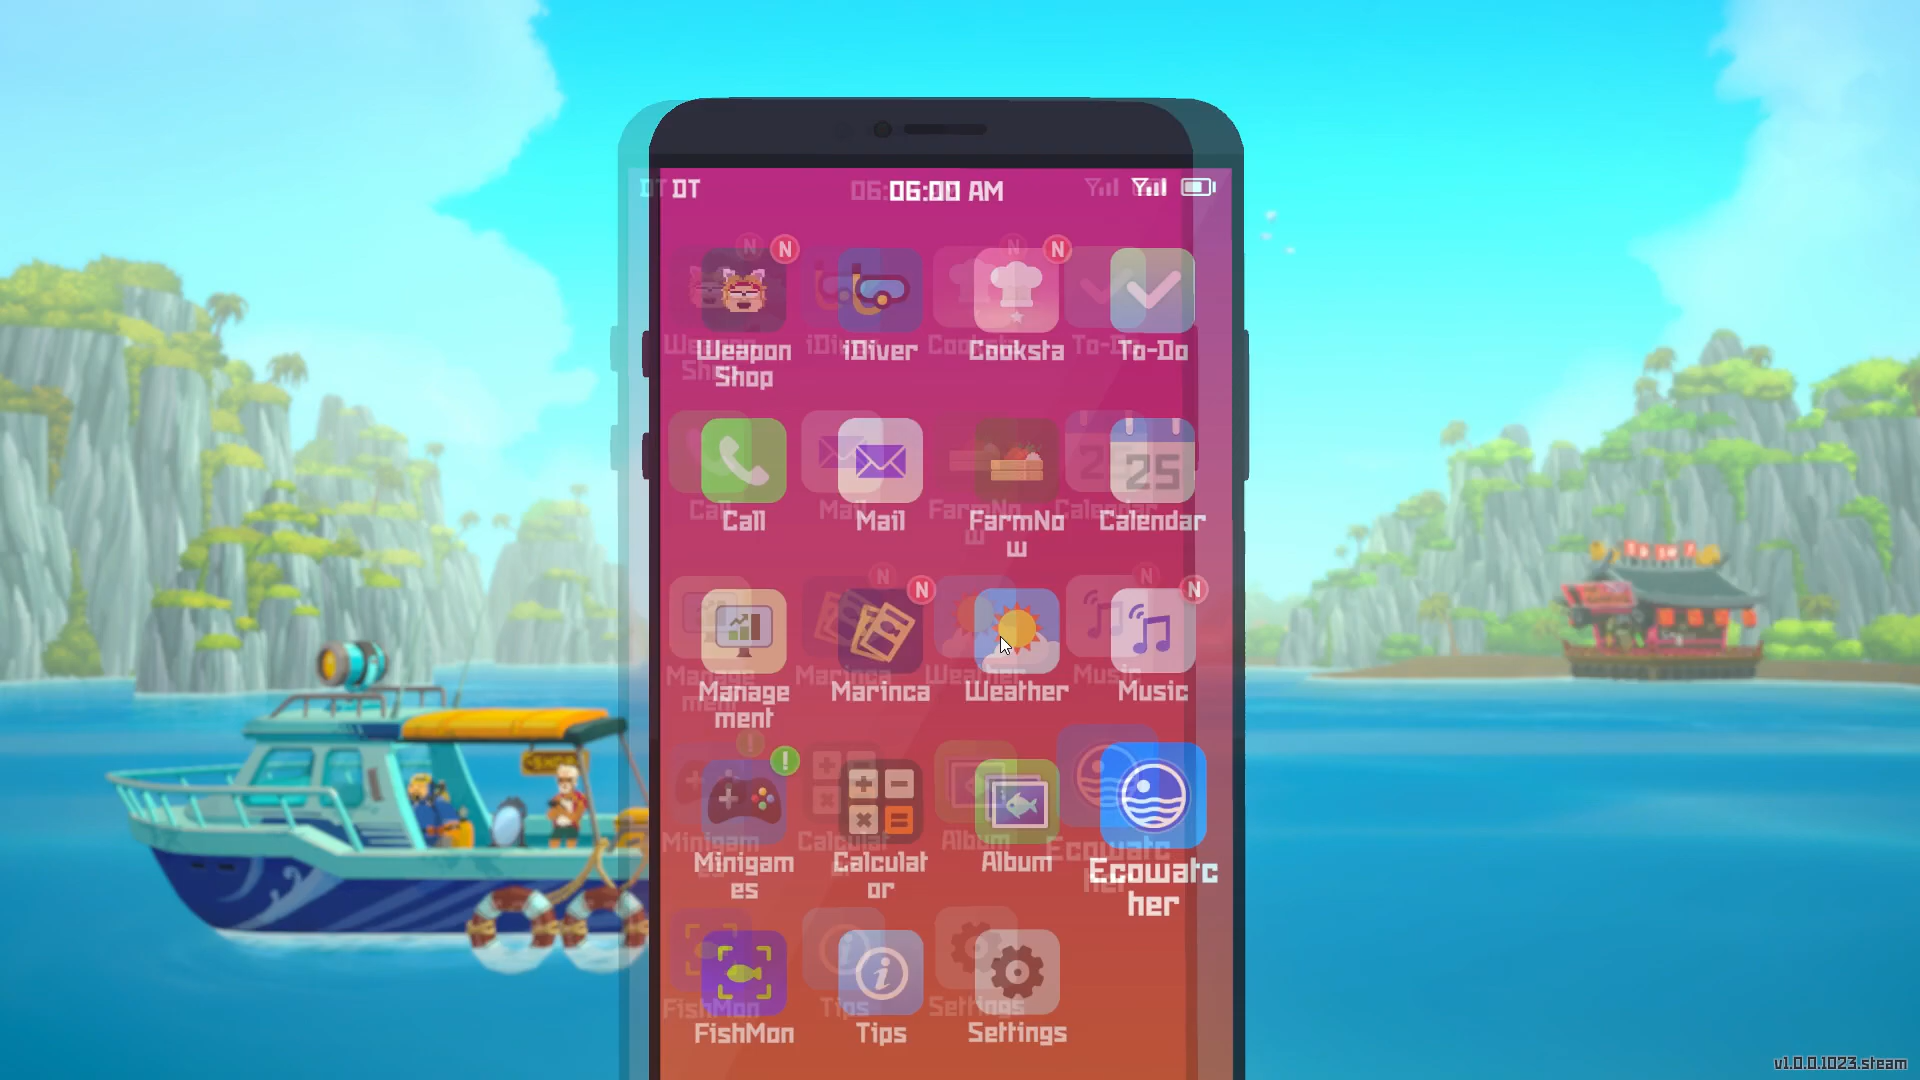 DT 06:00 AM
N N
Weapon Shop iDiver Cooksta To-Do
25
Call Mail FarmNo
w Calendar
N N
Manage
ment Marinca Weather Music
!
Minigam
es Calculat
or Album Ecowatc
her
FishMon Tips Settings
v1.0.0.1023.steam